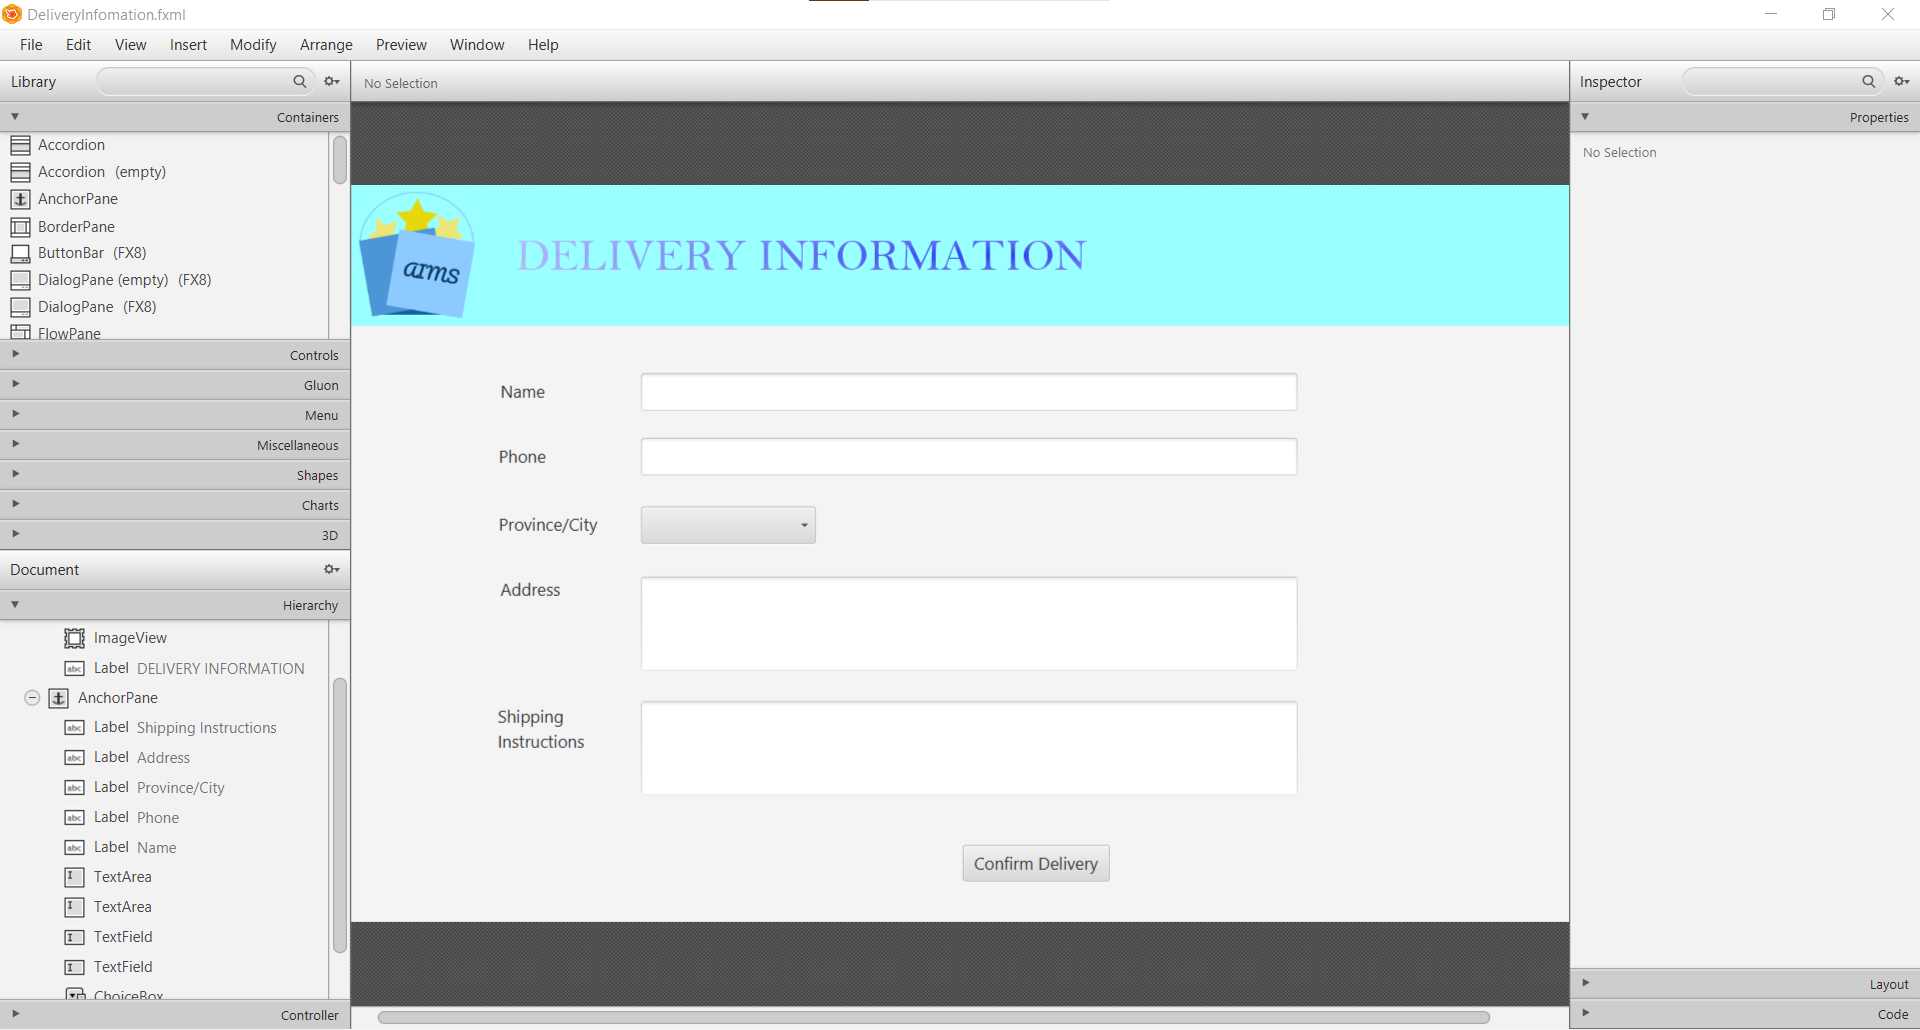 DeliveryInfomation.fxml
File Edit View Insert Modify Arrange Preview Window Help
Library
Containers
Accordion
Accordion (empty)
AnchorPane
BorderPane
ButtonBar (FX8)
DialogPane (empty) (FX8)
DialogPane (FX8)
FlowPane
Controls
Gluon
Menu
Miscellaneous
Shapes
Charts
3D
Document
Hierarchy
ImageView
Label DELIVERY INFORMATION
AnchorPane
Label Shipping Instructions
Label Address
Label Province/City
Label Phone
Label Name
TextArea
TextArea
TextField
TextField
ChoiceBox
Controller
No Selection
arms
DELIVERY INFORMATION
Name
Phone
Province/City
Address
Shipping
Instructions
Confirm Delivery
Inspector
Properties
No Selection
Layout
Code